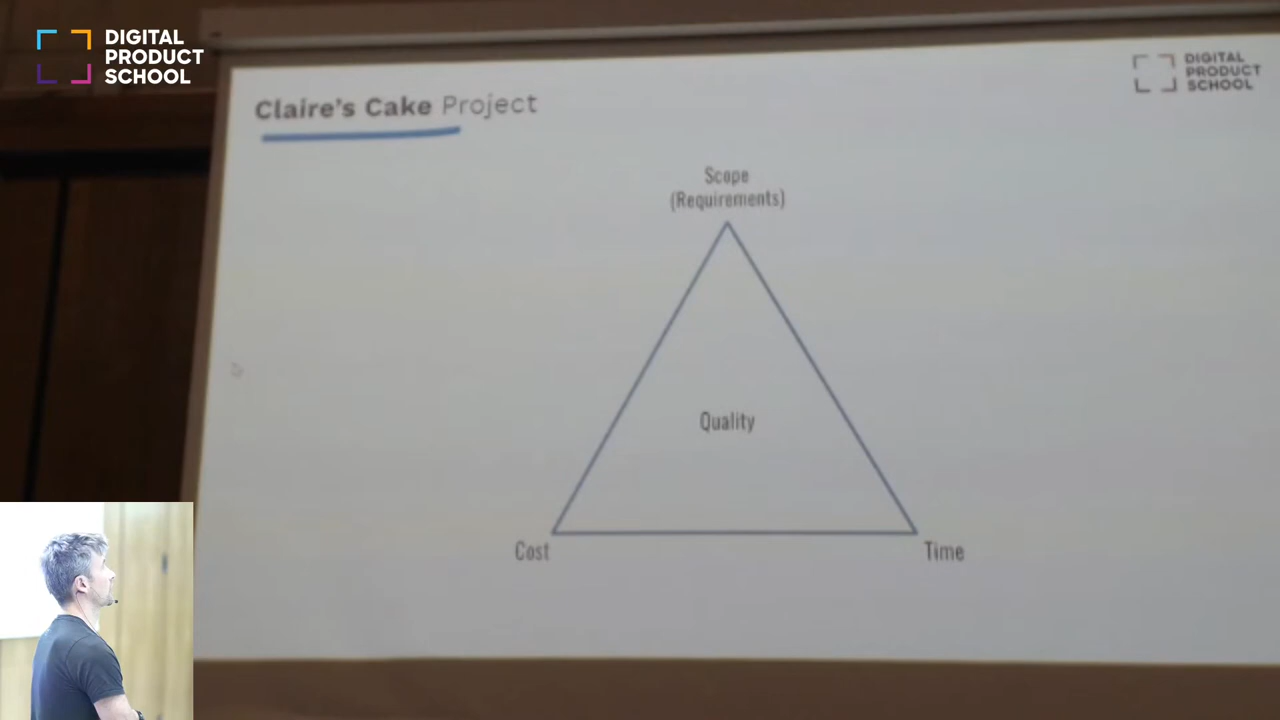 DIGITAL
PRODUCT
SCHOOL
DIGITAL
PRODUCT
SCHOOL
Claire's Cake Project
Scope
(Requirements)
Quality
Cost
Time